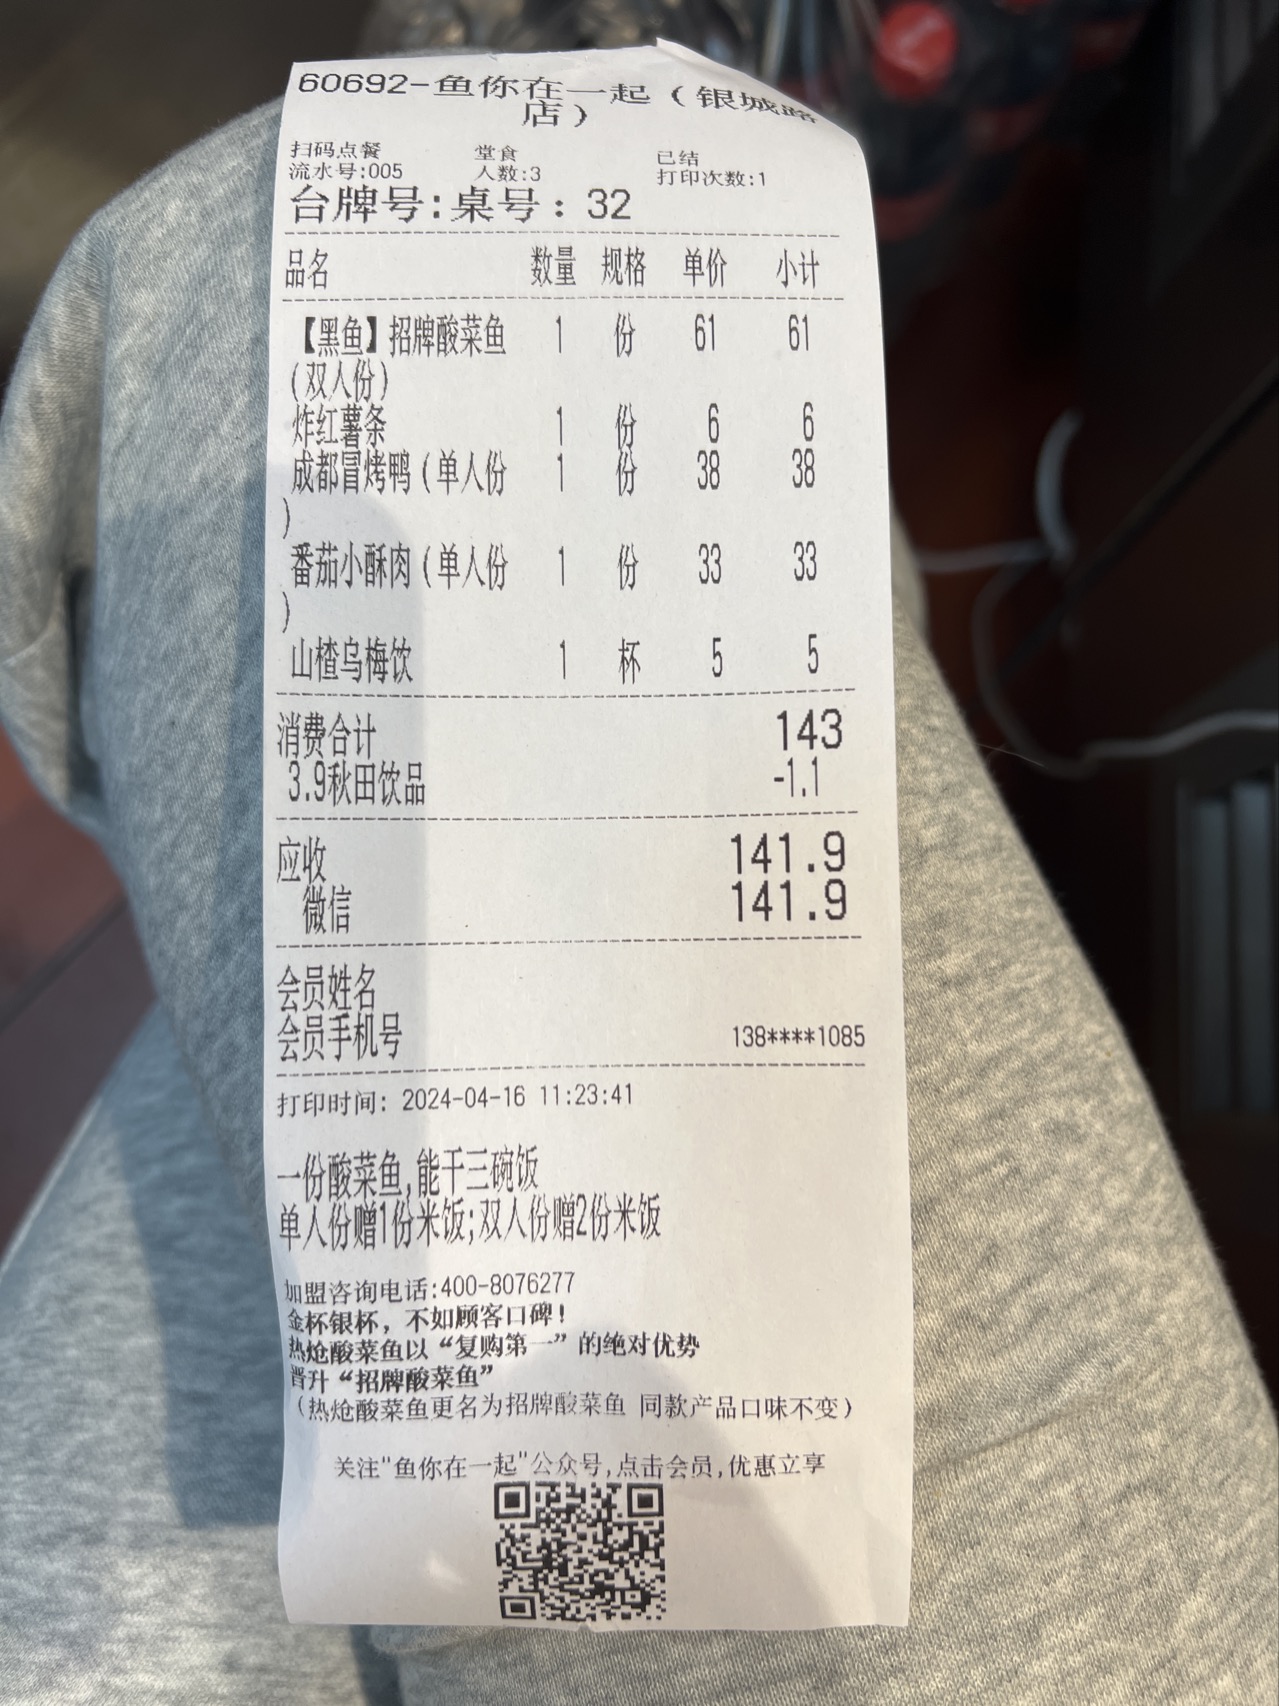 60692-鱼你在一起（银城路
店）
扫码点餐 堂食 已结
流水号:005 人数:3 打印次数:1
台牌号:桌号：32
品名 数量 规格 单价 小计
【黑鱼】招牌酸菜鱼 1 份 61 61
(双人份)
炸红薯条 1 份 6 6
成都冒烤鸭(单人份 1 份 38 38
)
番茄小酥肉(单人份 1 份 33 33
)
山楂乌梅饮 1 杯 5 5
消费合计 143
3.9秋田饮品 -1.1
应收 141.9
微信 141.9
会员姓名
会员手机号 138****1085
打印时间: 2024-04-16 11:23:41
一份酸菜鱼,能干三碗饭
单人份赠1份米饭;双人份赠2份米饭
加盟咨询电话:400-8076277
金杯银杯，不如顾客口碑！
热炝酸菜鱼以“复购第一”的绝对优势
晋升“招牌酸菜鱼”
（热炝酸菜鱼更名为招牌酸菜鱼 同款产品口味不变）
关注"鱼你在一起"公众号,点击会员,优惠立享